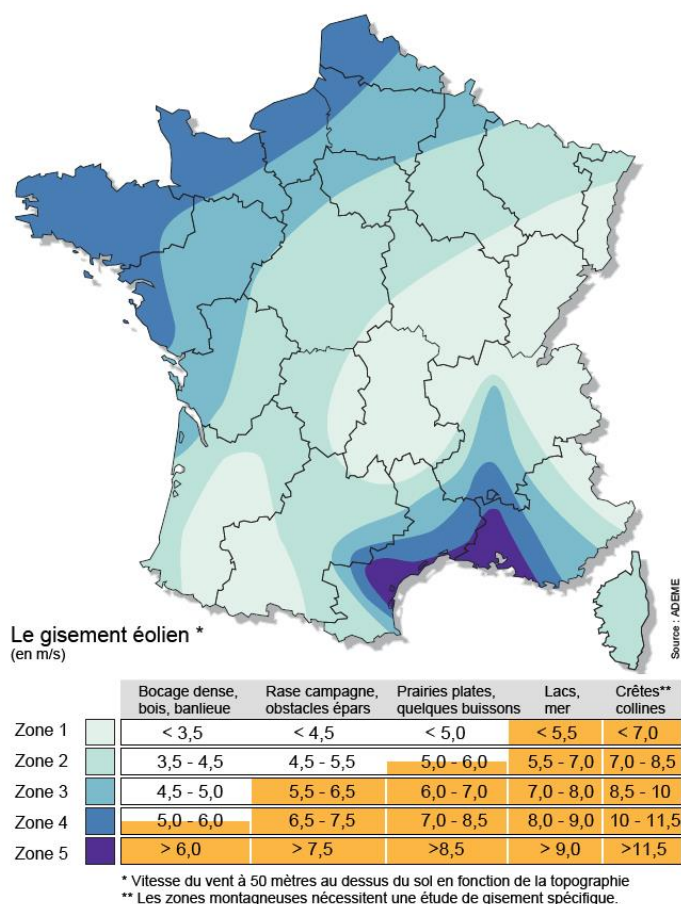 Source : ADEME
Le gisement éolien *
(en m/s)
Bocage dense, bois, banlieue Rase campagne, obstacles épars Prairies plates, quelques buissons Lacs, mer Crêtes** collines
Zone 1 < 3,5 < 4,5 < 5,0 < 5,5 < 7,0
Zone 2 3,5 - 4,5 4,5 - 5,5 5,0 - 6,0 5,5 - 7,0 7,0 - 8,5
Zone 3 4,5 - 5,0 5,5 - 6,5 6,0 - 7,0 7,0 - 8,0 8,5 - 10
Zone 4 5,0 - 6,0 6,5 - 7,5 7,0 - 8,5 8,0 - 9,0 10 - 11,5
Zone 5 > 6,0 > 7,5 >8,5 > 9,0 >11,5
* Vitesse du vent à 50 mètres au dessus du sol en fonction de la topographie
** Les zones montagneuses nécessitent une étude de gisement spécifique.